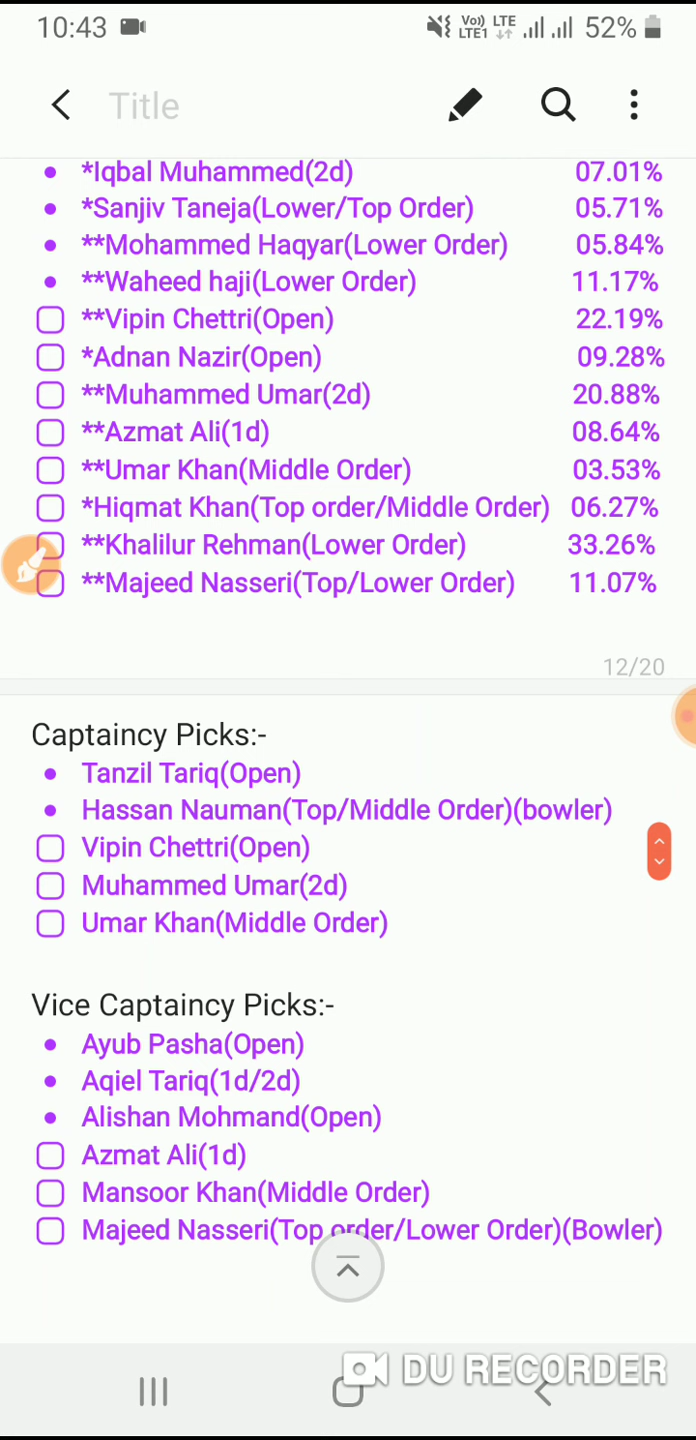 10:43 Vo)) LTE1 LTE 52%
Title
*Iqbal Muhammed(2d) 07.01%
*Sanjiv Taneja(Lower/Top Order) 05.71%
**Mohammed Haqyar(Lower Order) 05.84%
**Waheed haji(Lower Order) 11.17%
**Vipin Chettri(Open) 22.19%
*Adnan Nazir(Open) 09.28%
**Muhammed Umar(2d) 20.88%
**Azmat Ali(1d) 08.64%
**Umar Khan(Middle Order) 03.53%
*Hiqmat Khan(Top order/Middle Order) 06.27%
**Khalilur Rehman(Lower Order) 33.26%
**Majeed Nasseri(Top/Lower Order) 11.07%
12/20
Captaincy Picks:-
Tanzil Tariq(Open)
Hassan Nauman(Top/Middle Order)(bowler)
Vipin Chettri(Open)
Muhammed Umar(2d)
Umar Khan(Middle Order)
Vice Captaincy Picks:-
Ayub Pasha(Open)
Aqiel Tariq(1d/2d)
Alishan Mohmand(Open)
Azmat Ali(1d)
Mansoor Khan(Middle Order)
Majeed Nasseri(Top order/Lower Order)(Bowler)
DU RECORDER